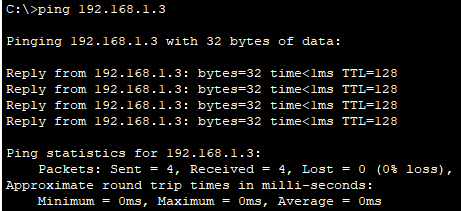 C:\>ping 192.168.1.3
Pinging 192.168.1.3 with 32 bytes of data:
Reply from 192.168.1.3: bytes=32 time<1ms TTL=128
Reply from 192.168.1.3: bytes=32 time<1ms TTL=128
Reply from 192.168.1.3: bytes=32 time<1ms TTL=128
Reply from 192.168.1.3: bytes=32 time<1ms TTL=128
Ping statistics for 192.168.1.3:
Packets: Sent = 4, Received = 4, Lost = 0 (0% loss),
Approximate round trip times in milli-seconds:
Minimum = 0ms, Maximum = 0ms, Average = 0ms